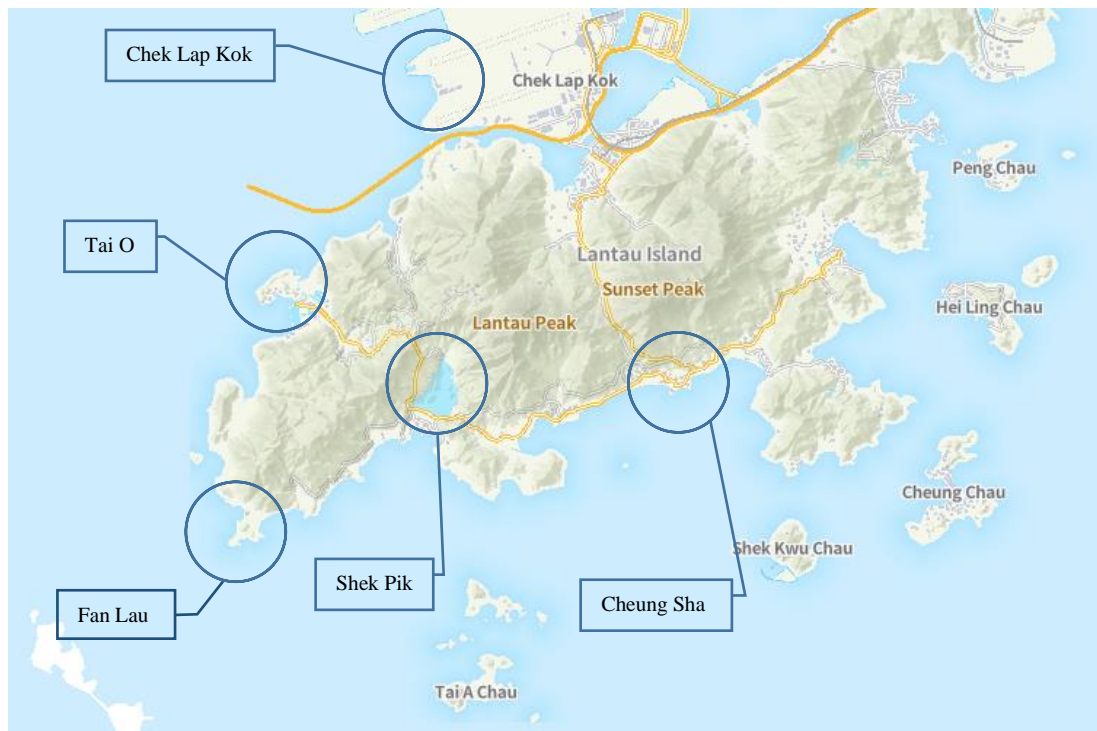 Chek Lap Kok
Chek Lap Kok
Peng Chau
Tai O
Lantau Island
Sunset Peak
Hei Ling Chau
Lantau Peak
Cheung Chau
Shek Kwu Chau
Shek Pik
Cheung Sha
Fan Lau
Tai A Chau